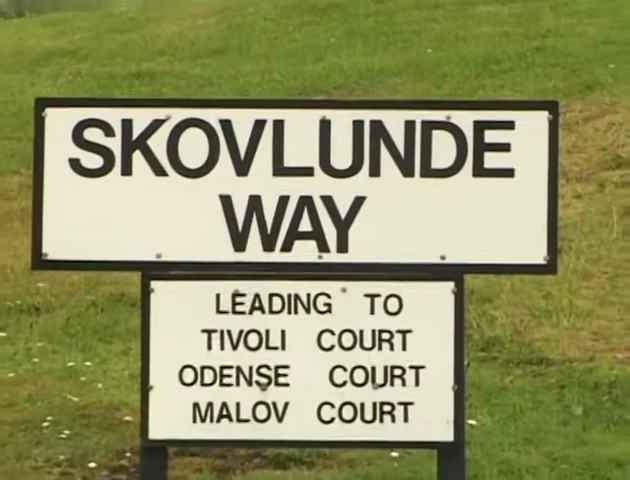 SKOVLUNDE
WAY
LEADING TO
TIVOLI COURT
ODENSE COURT
MALOV COURT